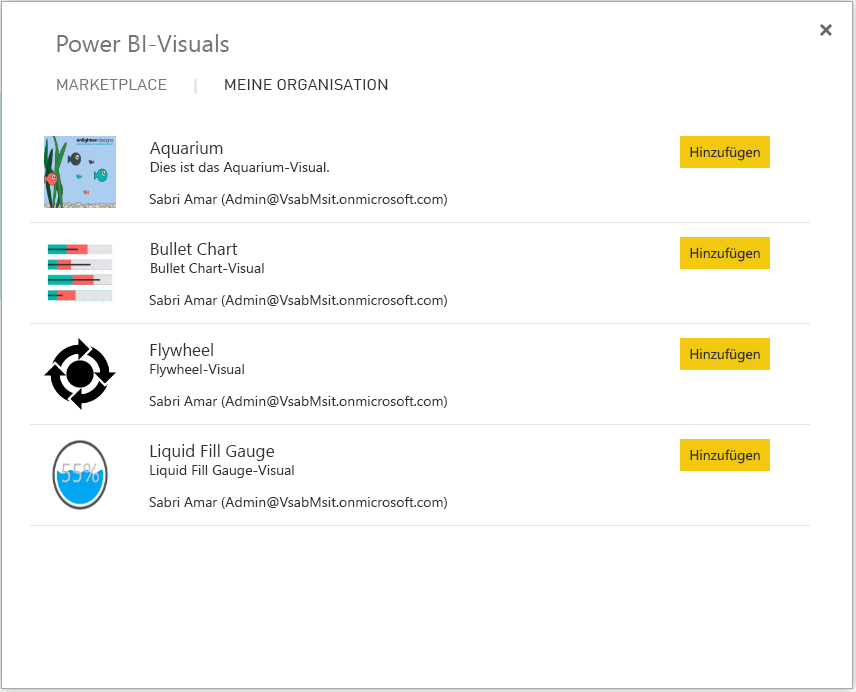 Power BI-Visuals
MARKETPLACE | MEINE ORGANISATION
enlighten designs
Aquarium
Hinzufügen
Dies ist das Aquarium-Visual.
Sabri Amar (Admin@VsabMsit.onmicrosoft.com)
Bullet Chart
Hinzufügen
Bullet Chart-Visual
Sabri Amar (Admin@VsabMsit.onmicrosoft.com)
Flywheel
Hinzufügen
Flywheel-Visual
Sabri Amar (Admin@VsabMsit.onmicrosoft.com)
55%
Liquid Fill Gauge
Hinzufügen
Liquid Fill Gauge-Visual
Sabri Amar (Admin@VsabMsit.onmicrosoft.com)